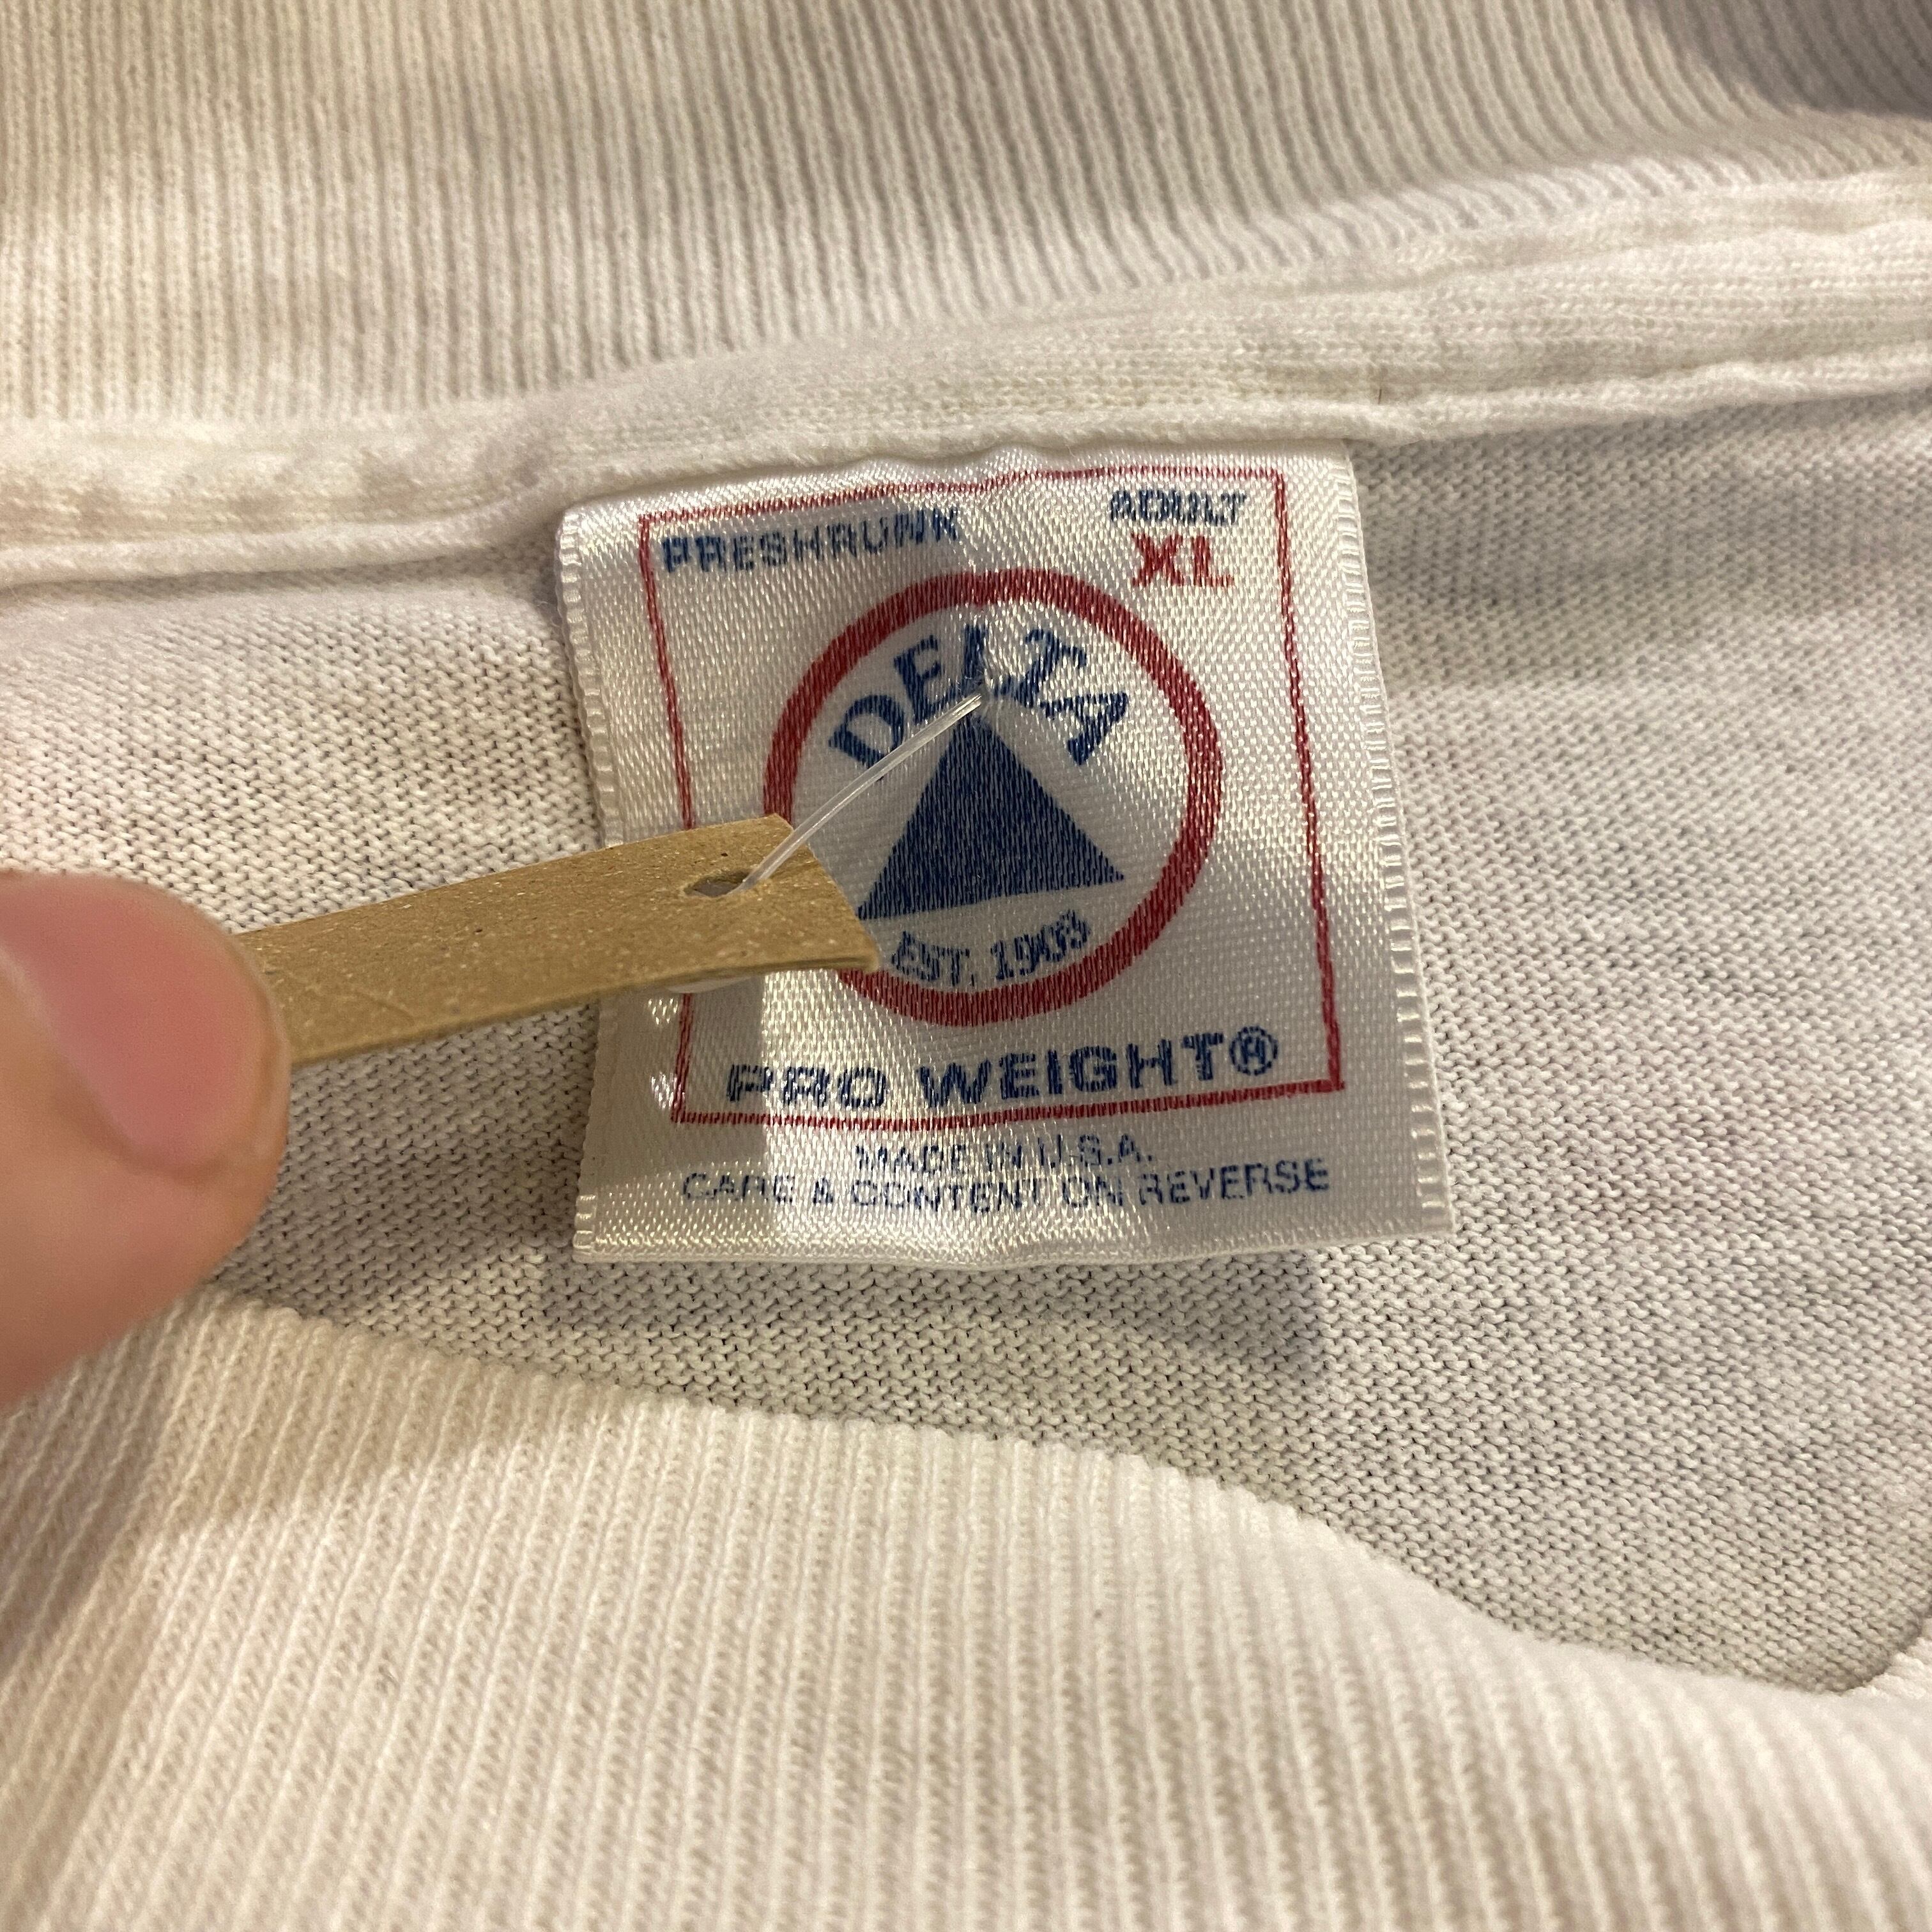 PRESHRUNK
ADULT
XL
DELTA
EST. 1903
PRO WEIGHT®
MADE IN U.S.A.
CARE & CONTENT ON REVERSE